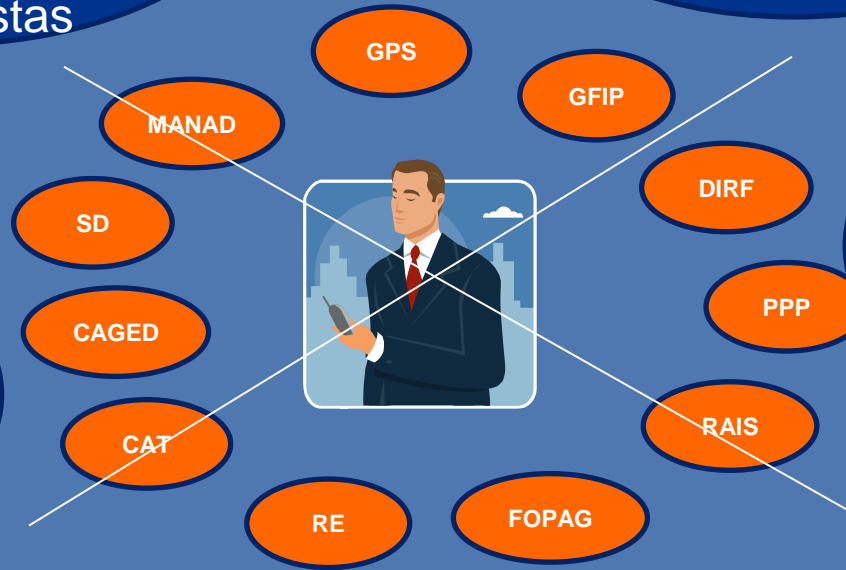 stas
GPS
GFIP
MANAD
DIRF
SD
PPP
CAGED
RAIS
CAT
FOPAG
RE